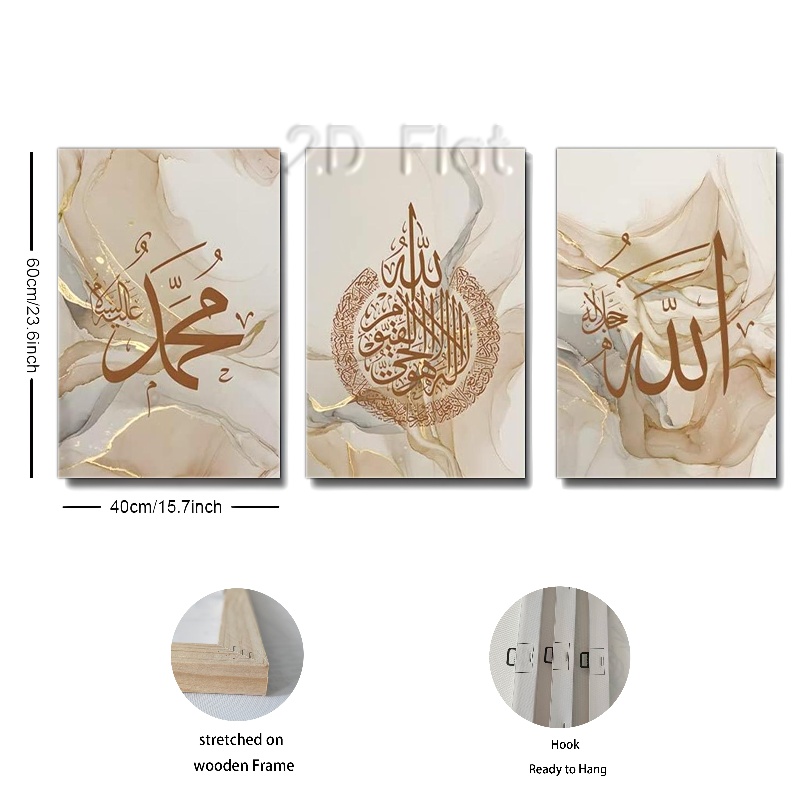 2D Flat
محمد
عليه السلام
الله لا إله إلا هو الحي القيوم
الله
جل جلاله
60cm/23.6inch
40cm/15.7inch
stretched on
wooden Frame
Hook
Ready to Hang